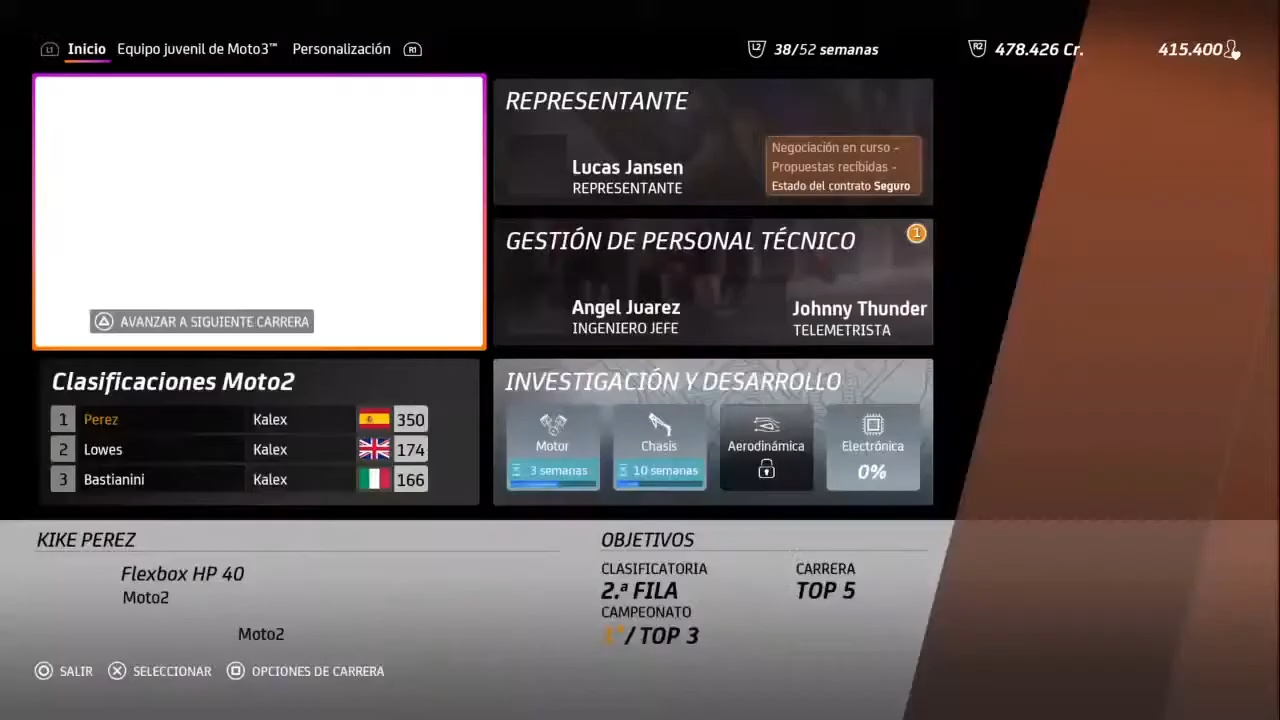 L1 Inicio Equipo juvenil de Moto3™ Personalización R1
L2 38/52 semanas
R2 478.426 Cr.
415.400
AVANZAR A SIGUIENTE CARRERA
REPRESENTANTE
Lucas Jansen
REPRESENTANTE
Negociación en curso -
Propuestas recibidas -
Estado del contrato Seguro
GESTIÓN DE PERSONAL TÉCNICO
1
Angel Juarez
INGENIERO JEFE
Johnny Thunder
TELEMETRISTA
Clasificaciones Moto2
1 Perez Kalex 350
2 Lowes Kalex 174
3 Bastianini Kalex 166
INVESTIGACIÓN Y DESARROLLO
Motor
3 semanas
Chasis
10 semanas
Aerodinámica
Electrónica
0%
KIKE PEREZ
Flexbox HP 40
Moto2
Moto2
OBJETIVOS
CLASIFICATORIA
2.ª FILA
CARRERA
TOP 5
CAMPEONATO
/ TOP 3
SALIR SELECCIONAR OPCIONES DE CARRERA